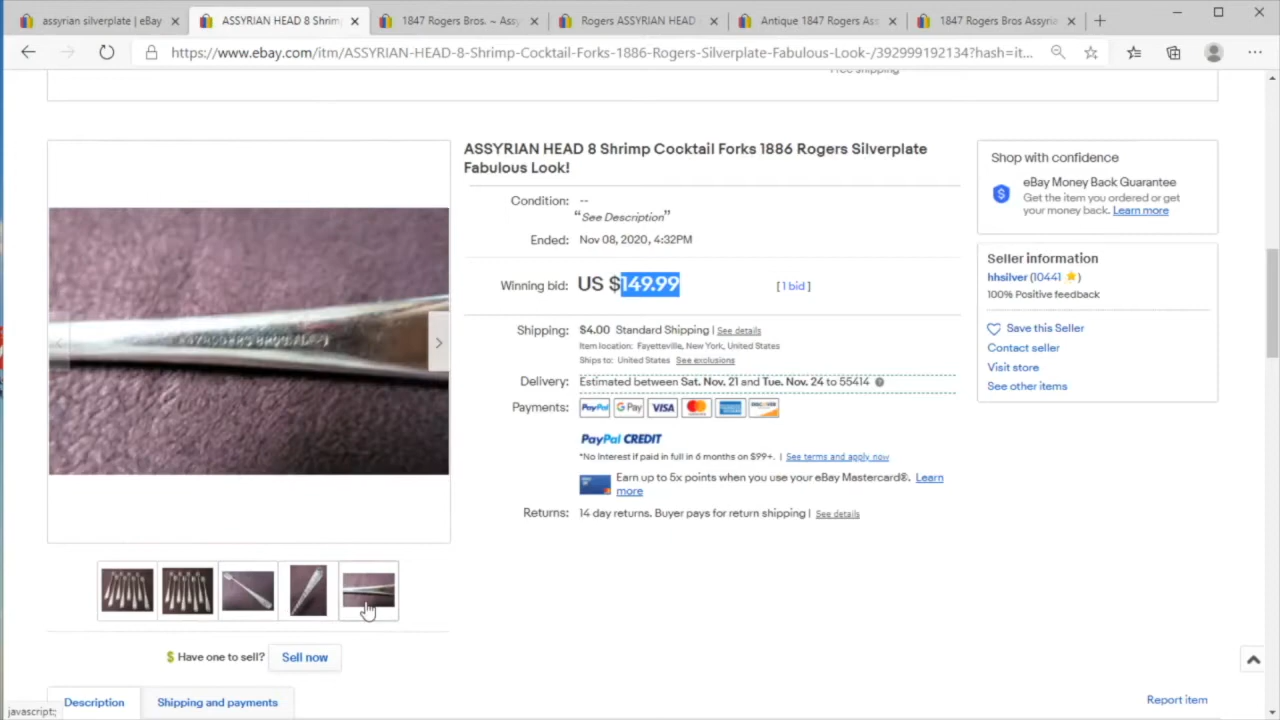 assyrian silverplate | eBay
ASSYRIAN HEAD 8 Shrim
1847 Rogers Bros. ~ Assy
Rogers ASSYRIAN HEAD
Antique 1847 Rogers Ass
1847 Rogers Bros Assyria
https://www.ebay.com/itm/ASSYRIAN-HEAD-8-Shrimp-Cocktail-Forks-1886-Rogers-Silverplate-Fabulous-Look-/392999192134?hash=it...
Free shipping
ASSYRIAN HEAD 8 Shrimp Cocktail Forks 1886 Rogers Silverplate
Fabulous Look!
Condition: --
"See Description"
Ended: Nov 08, 2020, 4:32PM
Winning bid: US $149.99 [ 1 bid ]
Shipping: $4.00 Standard Shipping | See details
Item location: Fayetteville, New York, United States
Ships to: United States See exclusions
Delivery: Estimated between Sat. Nov. 21 and Tue. Nov. 24 to 55414
Payments: PayPal G Pay VISA MasterCard DISCOVER
PayPal CREDIT
*No Interest if paid in full in 6 months on $99+. | See terms and apply now
Earn up to 5x points when you use your eBay Mastercard®. Learn
more
Returns: 14 day returns. Buyer pays for return shipping | See details
Shop with confidence
eBay Money Back Guarantee
Get the item you ordered or get
your money back. Learn more
Seller information
hhsilver (10441 )
100% Positive feedback
Save this Seller
Contact seller
Visit store
See other items
$ Have one to sell? Sell now
Description
Shipping and payments
Report item
javascript:;